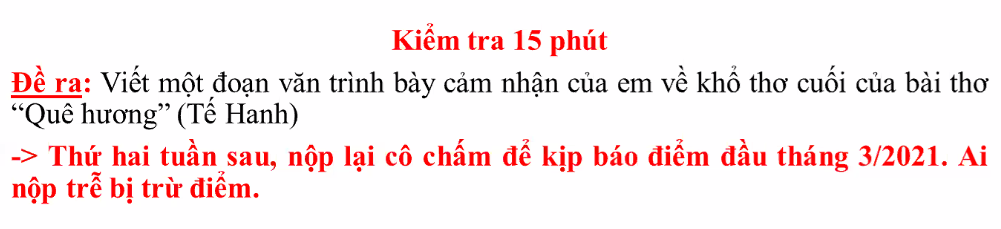 Kiểm tra 15 phút
Đề ra: Viết một đoạn văn trình bày cảm nhận của em về khổ thơ cuối của bài thơ
“Quê hương” (Tế Hanh)
-> Thứ hai tuần sau, nộp lại cô chấm để kịp báo điểm đầu tháng 3/2021. Ai
nộp trễ bị trừ điểm.